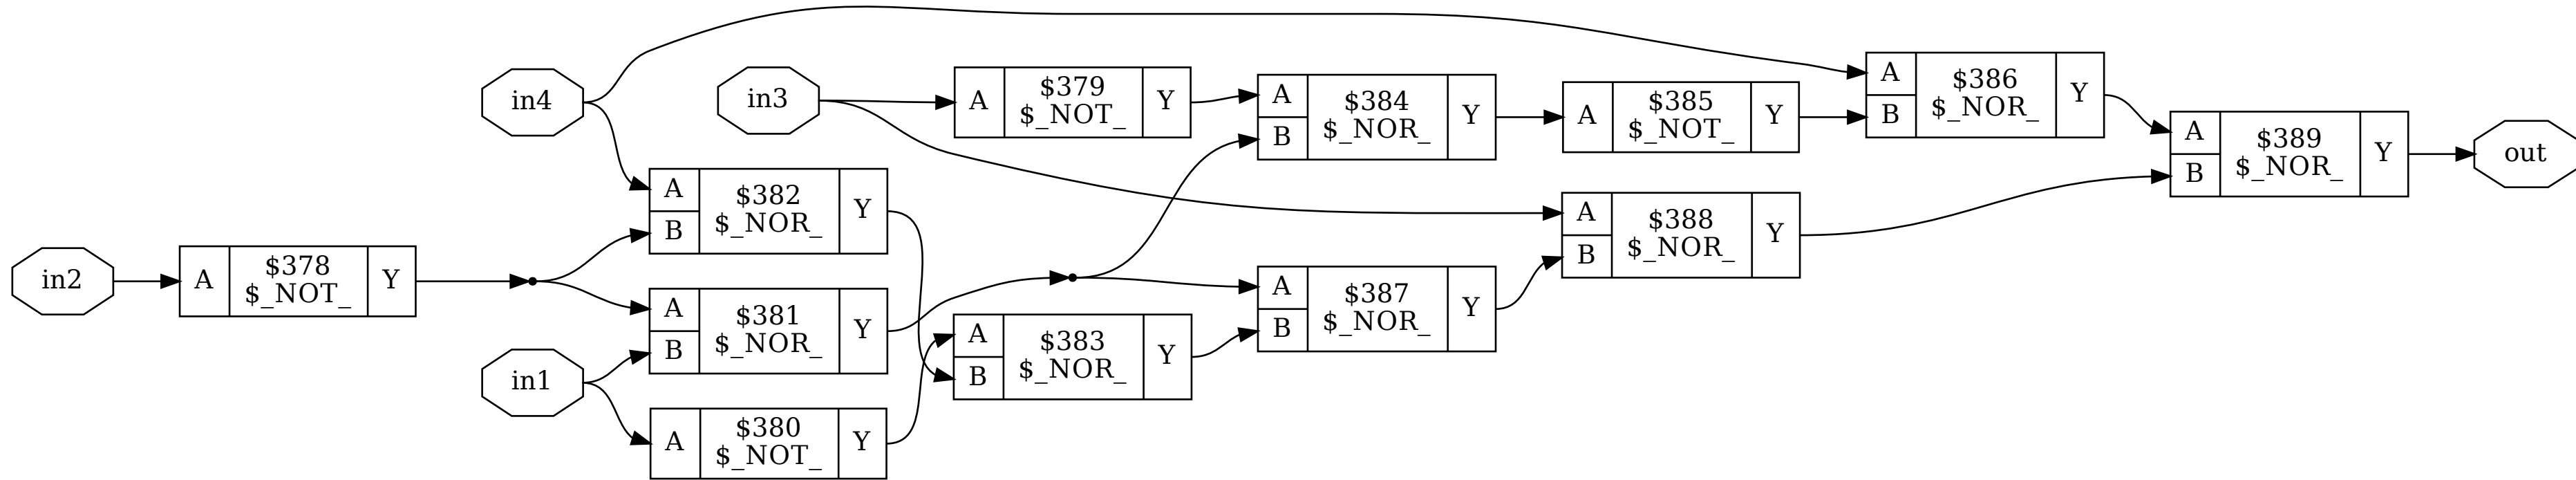 in4
in3
A $379 $_NOT_ Y
A B $384 $_NOR_ Y
A $385 $_NOT_ Y
A B $386 $_NOR_ Y
A B $389 $_NOR_ Y
out
A B $382 $_NOR_ Y
A B $388 $_NOR_ Y
in2
A $378 $_NOT_ Y
A B $381 $_NOR_ Y
A B $387 $_NOR_ Y
A B $383 $_NOR_ Y
in1
A $380 $_NOT_ Y